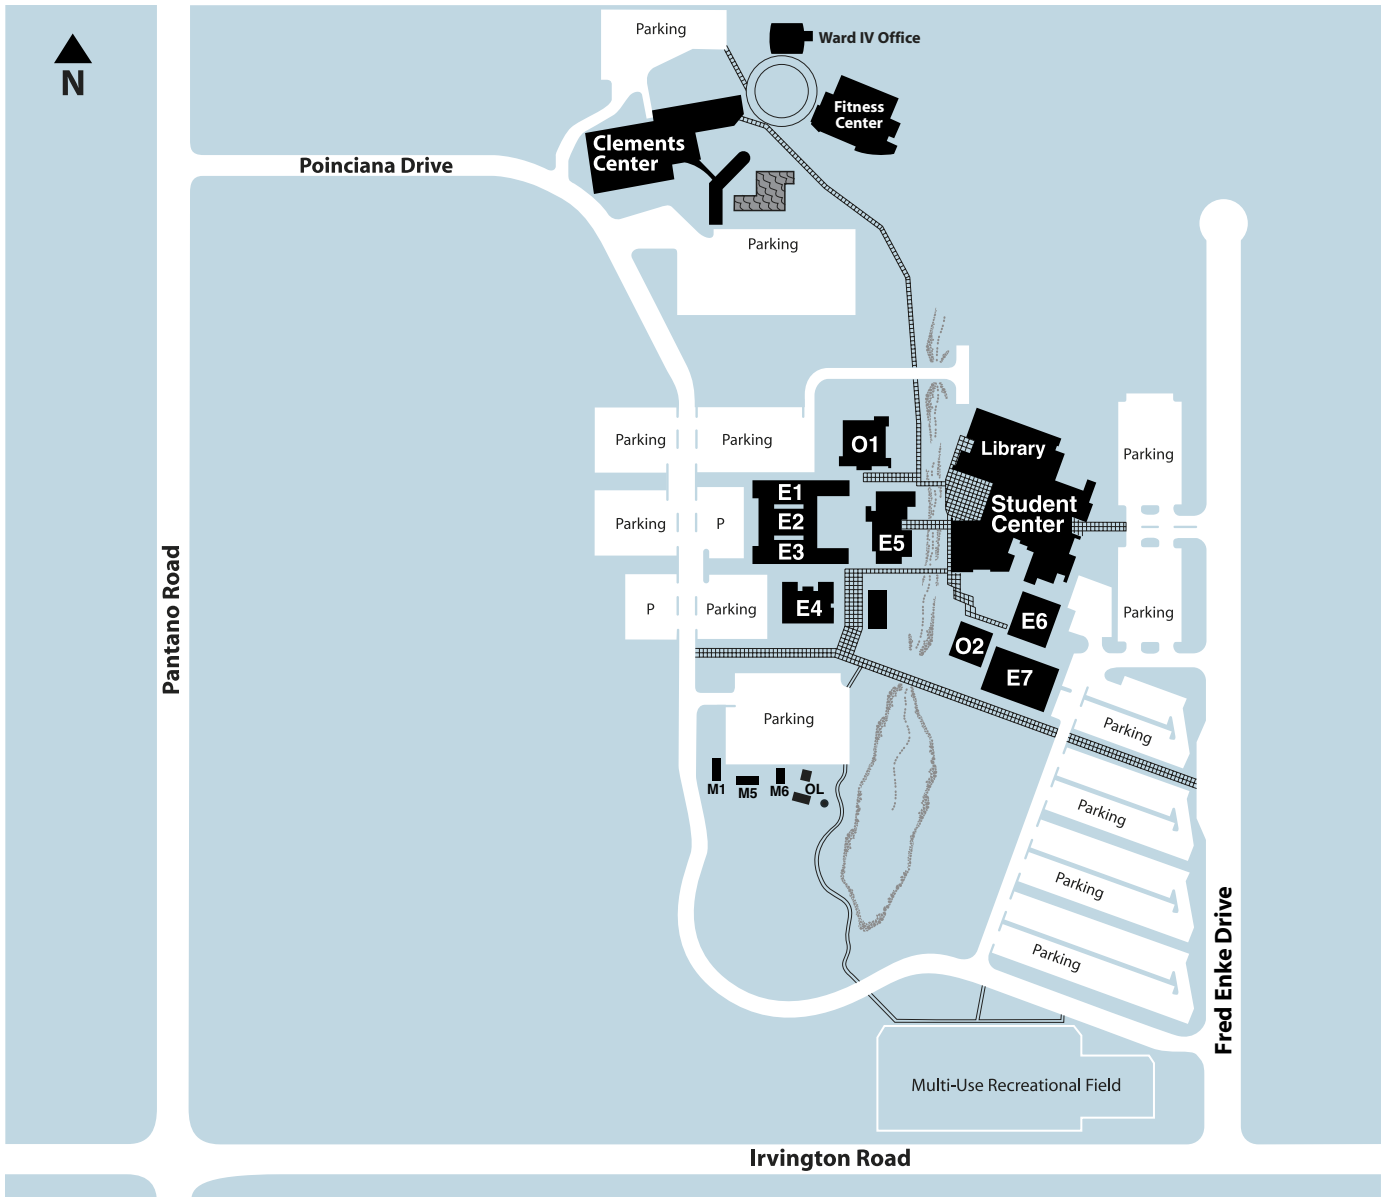 Parking
Ward IV Office
N
Fitness
Center
Clements
Center
Poinciana Drive
Parking
Parking
Parking
O1
Library
Parking
E1
Student
Center
Parking
P
E2
E5
E3
P
Parking
E4
E6
Parking
O2
E7
Pantano Road
Parking
Parking
M1
M5
M6
OL
Parking
Parking
Parking
Fred Enke Drive
Multi-Use Recreational Field
Irvington Road